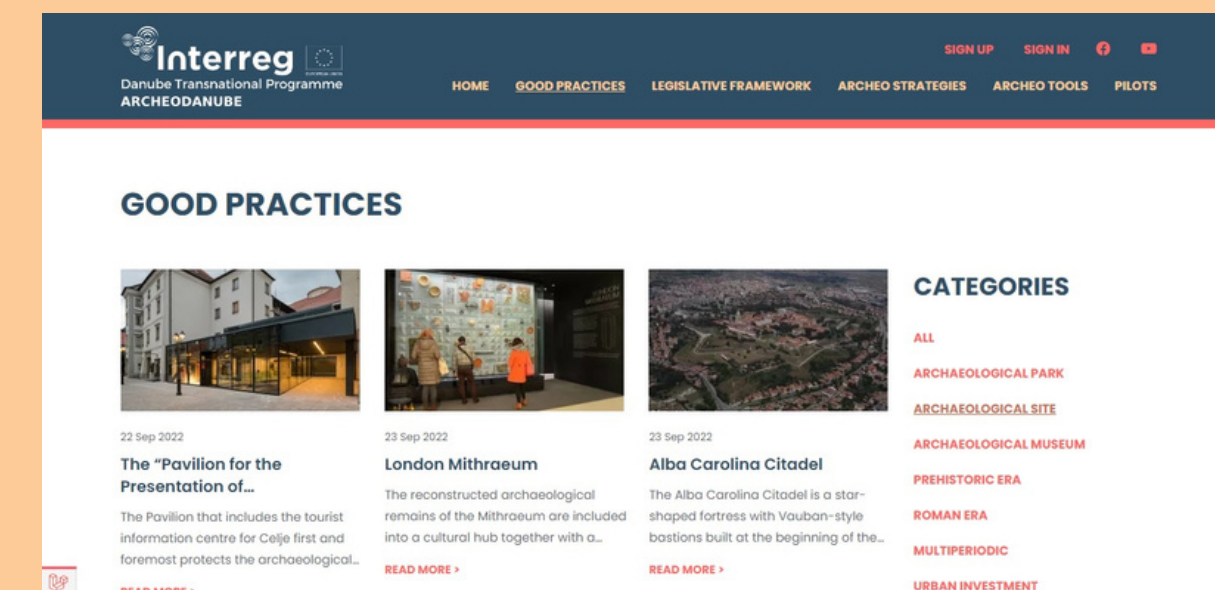 Interreg
Danube Transnational Programme
ARCHEODANUBE
SIGN UP SIGN IN
HOME GOOD PRACTICES LEGISLATIVE FRAMEWORK ARCHEO STRATEGIES ARCHEO TOOLS PILOTS
GOOD PRACTICES
22 Sep 2022
The “Pavilion for the
Presentation of...
The Pavilion that includes the tourist
information centre for Celje first and
foremost protects the archaeological...
READ MORE >
23 Sep 2022
London Mithraeum
The reconstructed archaeological
remains of the Mithraeum are included
into a cultural hub together with a...
READ MORE >
23 Sep 2022
Alba Carolina Citadel
The Alba Carolina Citadel is a star-
shaped fortress with Vauban-style
bastions built at the beginning of the...
READ MORE >
CATEGORIES
ALL
ARCHAEOLOGICAL PARK
ARCHAEOLOGICAL SITE
ARCHAEOLOGICAL MUSEUM
PREHISTORIC ERA
ROMAN ERA
MULTIPERIODIC
URBAN INVESTMENT